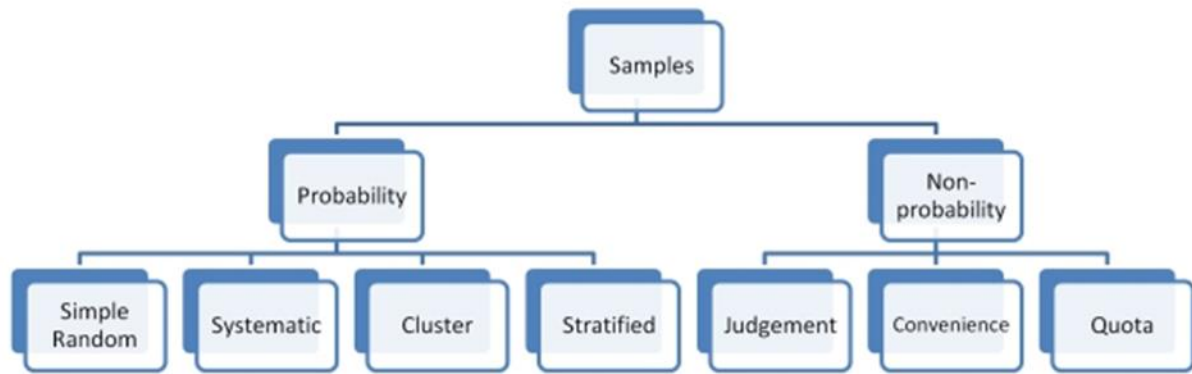 Samples
Probability
Non-
probability
Simple
Random
Systematic
Cluster
Stratified
Judgement
Convenience
Quota